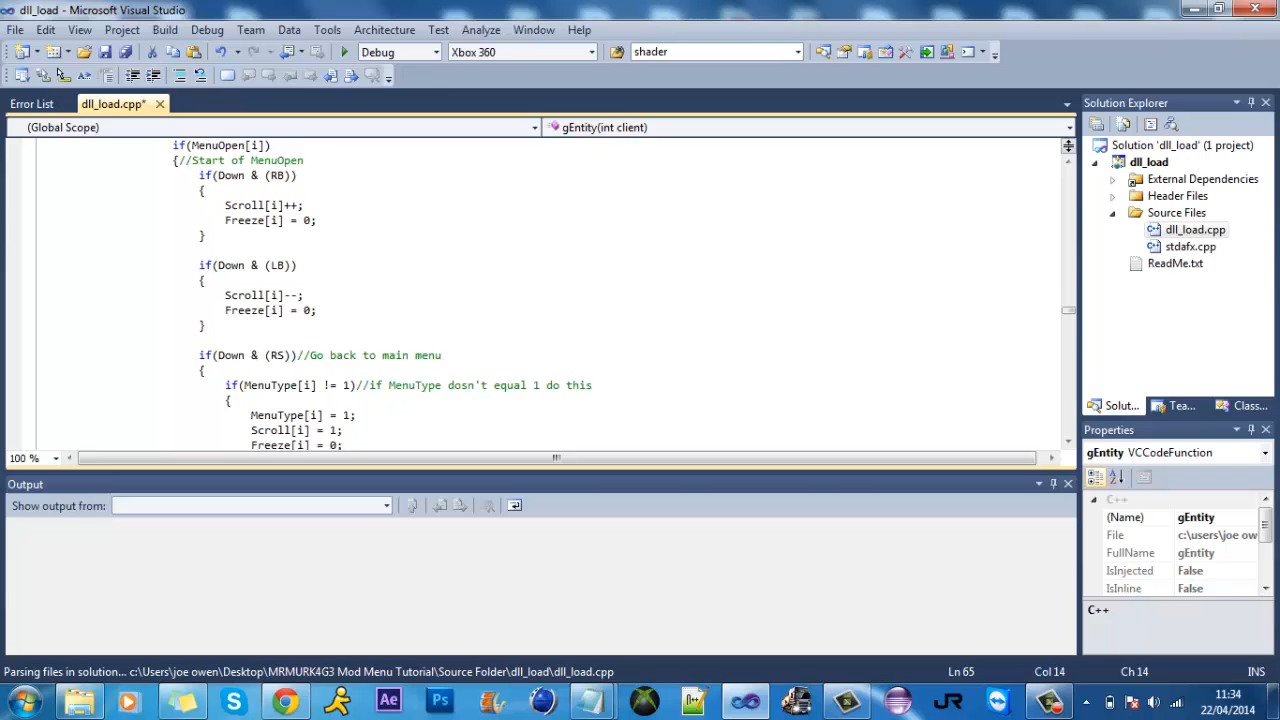 dll_load - Microsoft Visual Studio
File Edit View Project Build Debug Team Data Tools Architecture Test Analyze Window Help
Debug Xbox 360 shader
Error List dll_load.cpp*
(Global Scope) gEntity(int client)
if(MenuOpen[i])
{//Start of MenuOpen
if(Down & (RB))
{
Scroll[i]++;
Freeze[i] = 0;
}
if(Down & (LB))
{
Scroll[i]--;
Freeze[i] = 0;
}
if(Down & (RS))//Go back to main menu
{
if(MenuType[i] != 1)//if MenuType dosn't equal 1 do this
{
MenuType[i] = 1;
Scroll[i] = 1;
Freeze[i] = 0;
100 %
Output
Show output from:
Solution Explorer
Solution 'dll_load' (1 project)
dll_load
External Dependencies
Header Files
Source Files
dll_load.cpp
stdafx.cpp
ReadMe.txt
Solut... Tea... Class...
Properties
gEntity VCCodeFunction
C++
(Name) gEntity
File c:\users\joe ow
FullName gEntity
IsInjected False
IsInline False
C++
Parsing files in solution... c:\Users\joe owen\Desktop\MRMURK4G3 Mod Menu Tutorial\Source Folder\dll_load\dll_load.cpp Ln 65 Col 14 Ch 14 INS
Ae Ps JR
11:34
22/04/2014